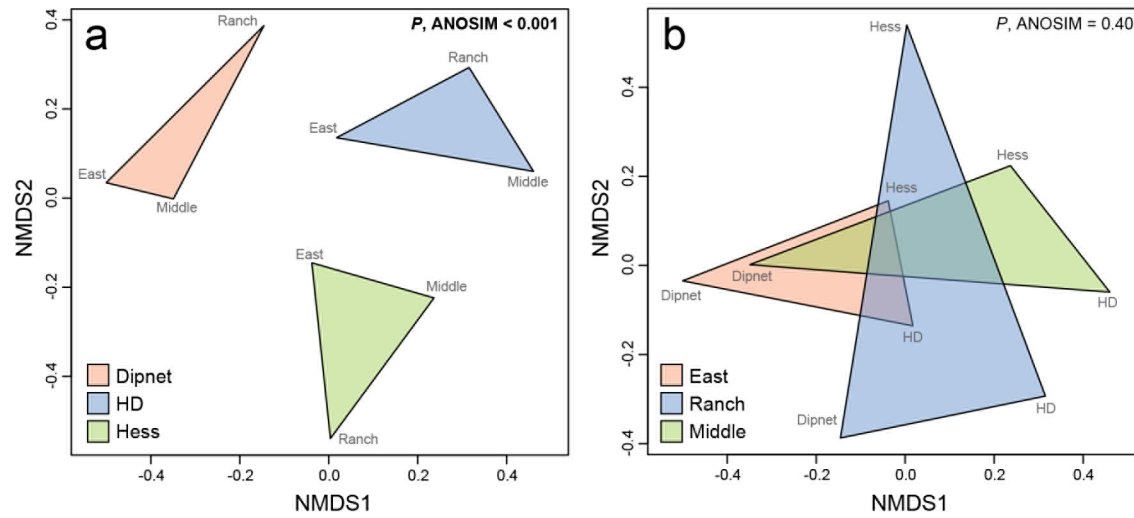 a
P, ANOSIM < 0.001
Ranch
Ranch
East
Middle
East
Middle
East
Middle
Ranch
Dipnet
HD
Hess
NMDS2
0.4
0.2
0.0
-0.2
-0.4
-0.4
-0.2
0.0
0.2
0.4
NMDS1
b
P, ANOSIM = 0.40
Hess
Hess
Hess
Dipnet
Dipnet
HD
HD
Dipnet
HD
East
Ranch
Middle
NMDS2
0.4
0.2
0.0
-0.2
-0.4
-0.4
-0.2
0.0
0.2
0.4
NMDS1